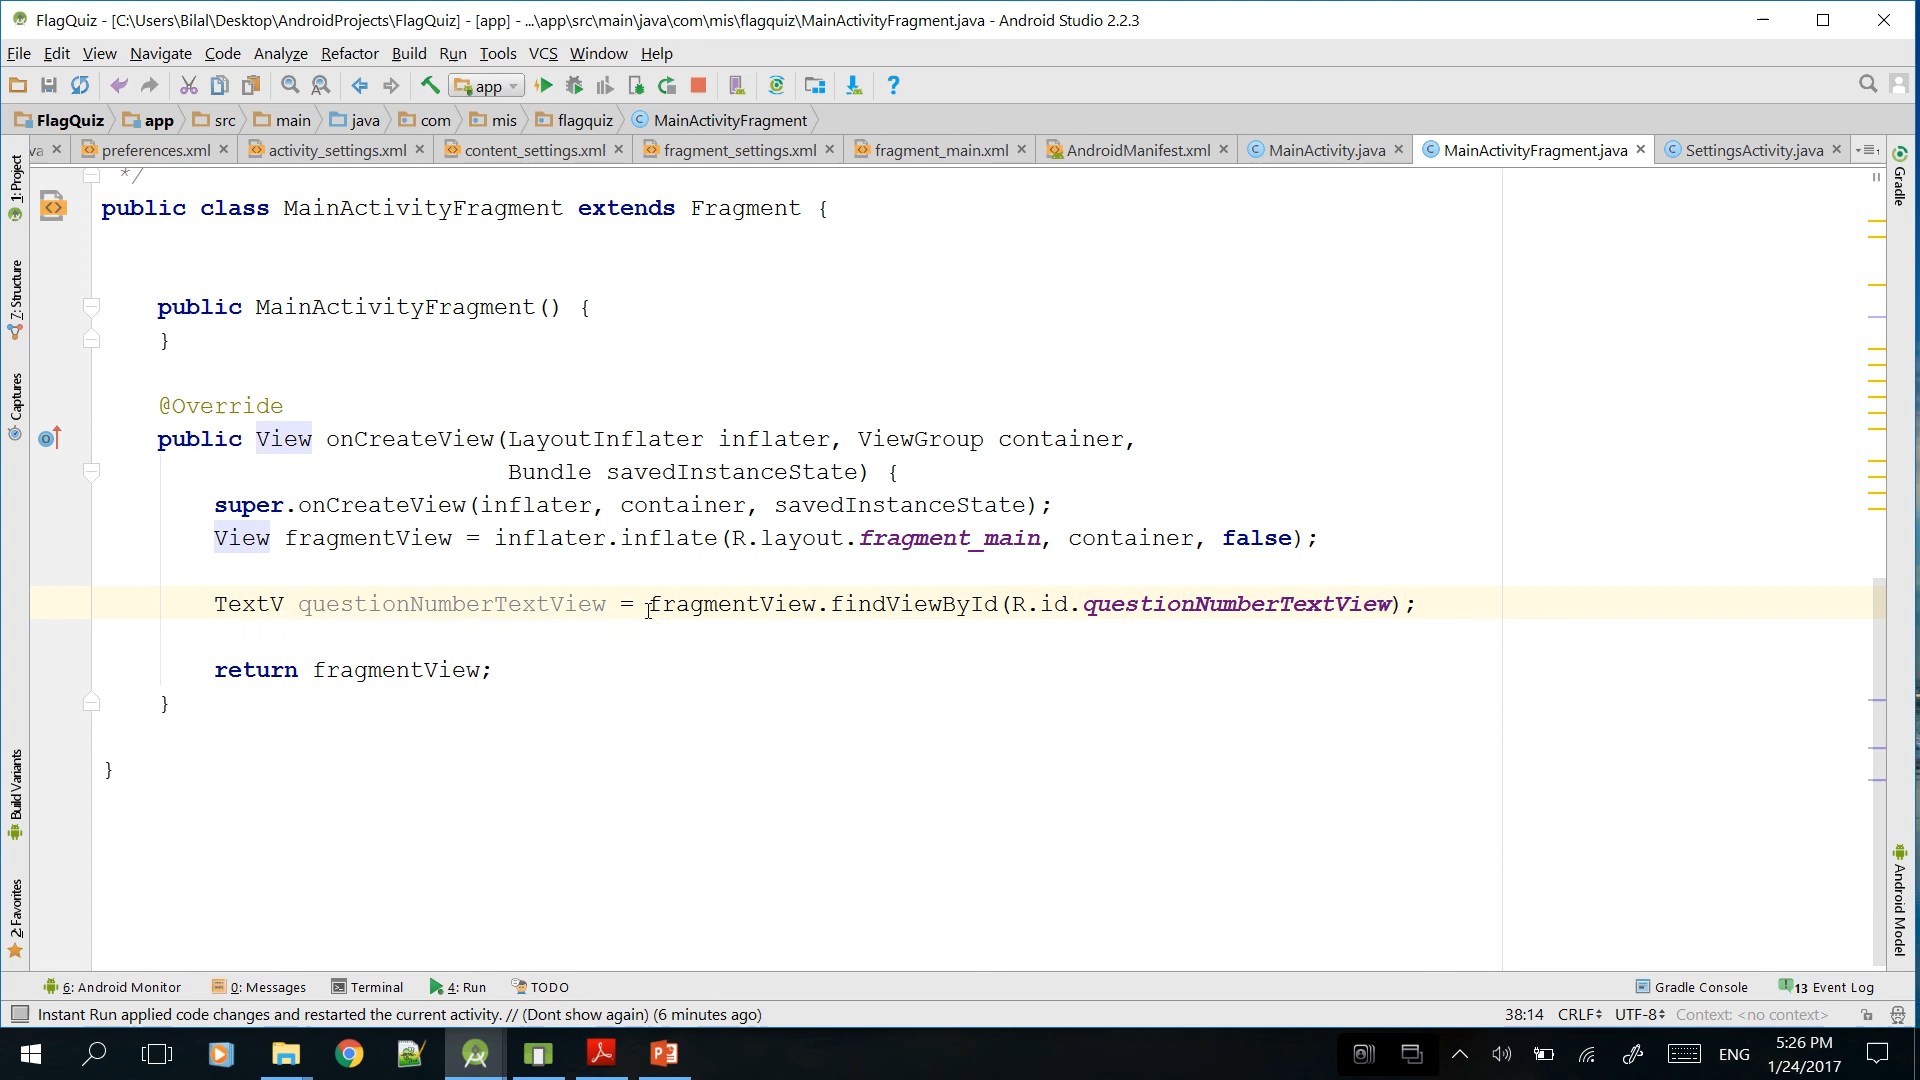 FlagQuiz - [C:\Users\Bilal\Desktop\AndroidProjects\FlagQuiz] - [app] - ...\app\src\main\java\com\mis\flagquiz\MainActivityFragment.java - Android Studio 2.2.3
File Edit View Navigate Code Analyze Refactor Build Run Tools VCS Window Help
app
FlagQuiz app src main java com mis flagquiz MainActivityFragment
va preferences.xml activity_settings.xml content_settings.xml fragment_settings.xml fragment_main.xml AndroidManifest.xml MainActivity.java MainActivityFragment.java SettingsActivity.java
1: Project
7: Structure
Captures
Build Variants
2: Favorites
*/
public class MainActivityFragment extends Fragment {
public MainActivityFragment() {
}
@Override
public View onCreateView(LayoutInflater inflater, ViewGroup container,
Bundle savedInstanceState) {
super.onCreateView(inflater, container, savedInstanceState);
View fragmentView = inflater.inflate(R.layout.fragment_main, container, false);
TextV questionNumberTextView = fragmentView.findViewById(R.id.questionNumberTextView);
return fragmentView;
}
}
Gradle
Android Model
6: Android Monitor 0: Messages Terminal 4: Run TODO Gradle Console 13 Event Log
Instant Run applied code changes and restarted the current activity. // (Dont show again) (6 minutes ago) 38:14 CRLF UTF-8 Context: <no context>
ENG 5:26 PM
1/24/2017